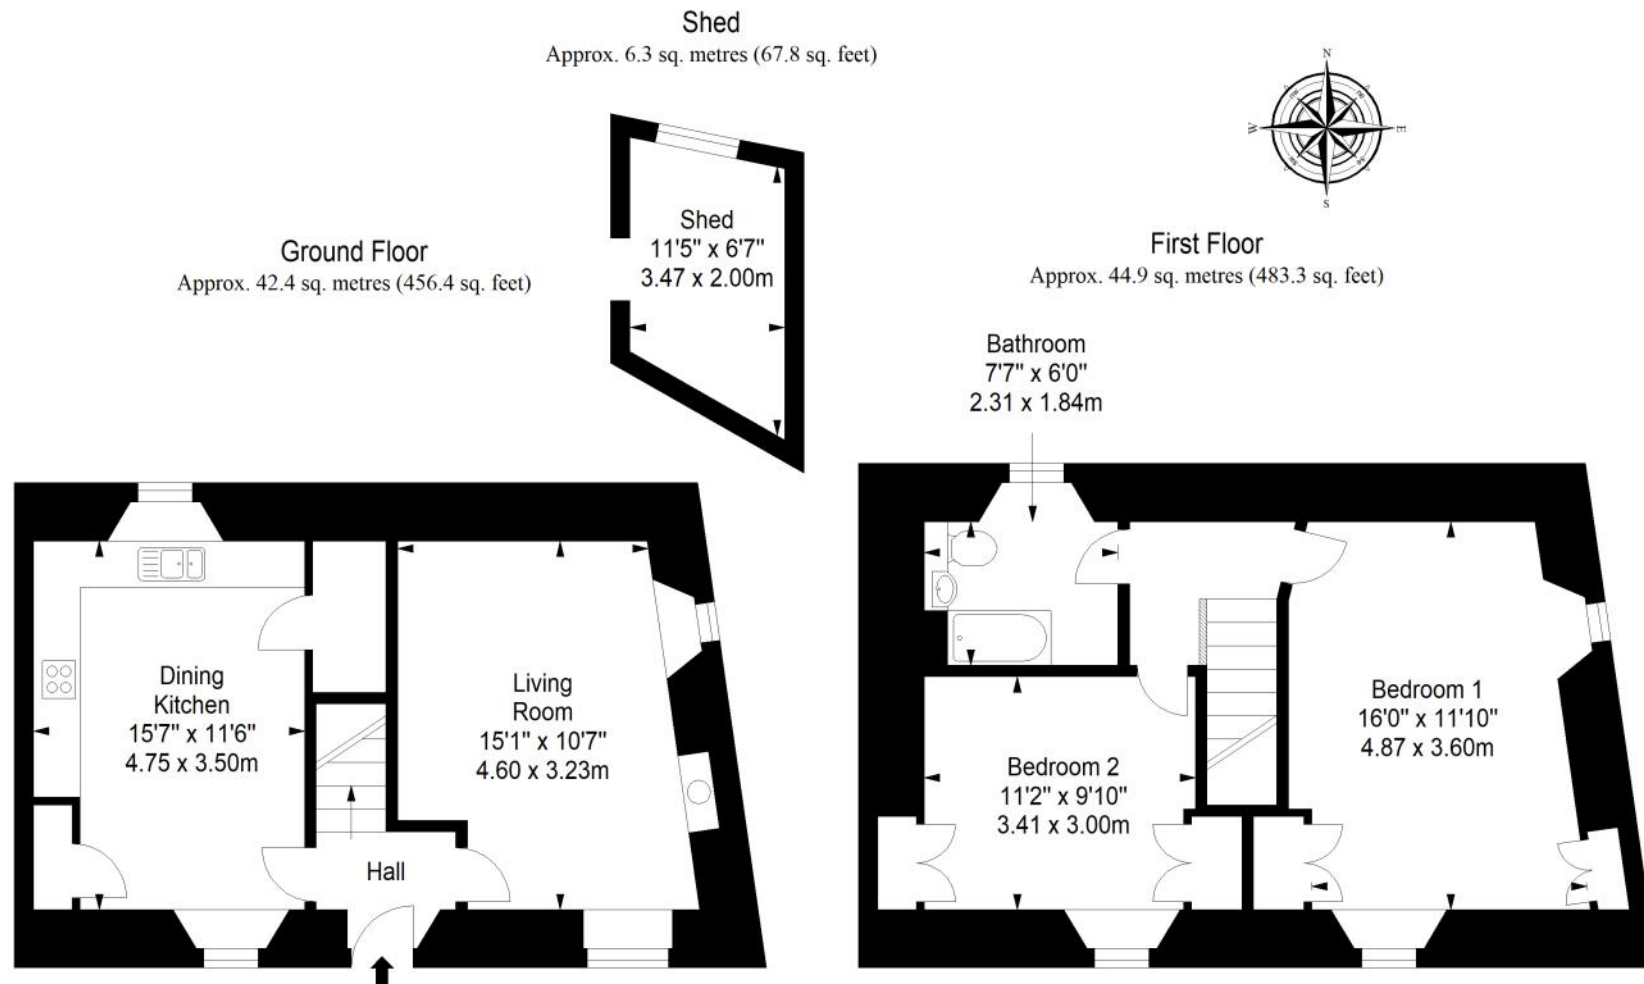 Shed
Approx. 6.3 sq. metres (67.8 sq. feet)
N
W
E
S
nw
ne
sw
se
Ground Floor
Approx. 42.4 sq. metres (456.4 sq. feet)
Shed
11'5" x 6'7"
3.47 x 2.00m
First Floor
Approx. 44.9 sq. metres (483.3 sq. feet)
Bathroom
7'7" x 6'0"
2.31 x 1.84m
Dining
Kitchen
15'7" x 11'6"
4.75 x 3.50m
Living
Room
15'1" x 10'7"
4.60 x 3.23m
Hall
Bedroom 2
11'2" x 9'10"
3.41 x 3.00m
Bedroom 1
16'0" x 11'10"
4.87 x 3.60m